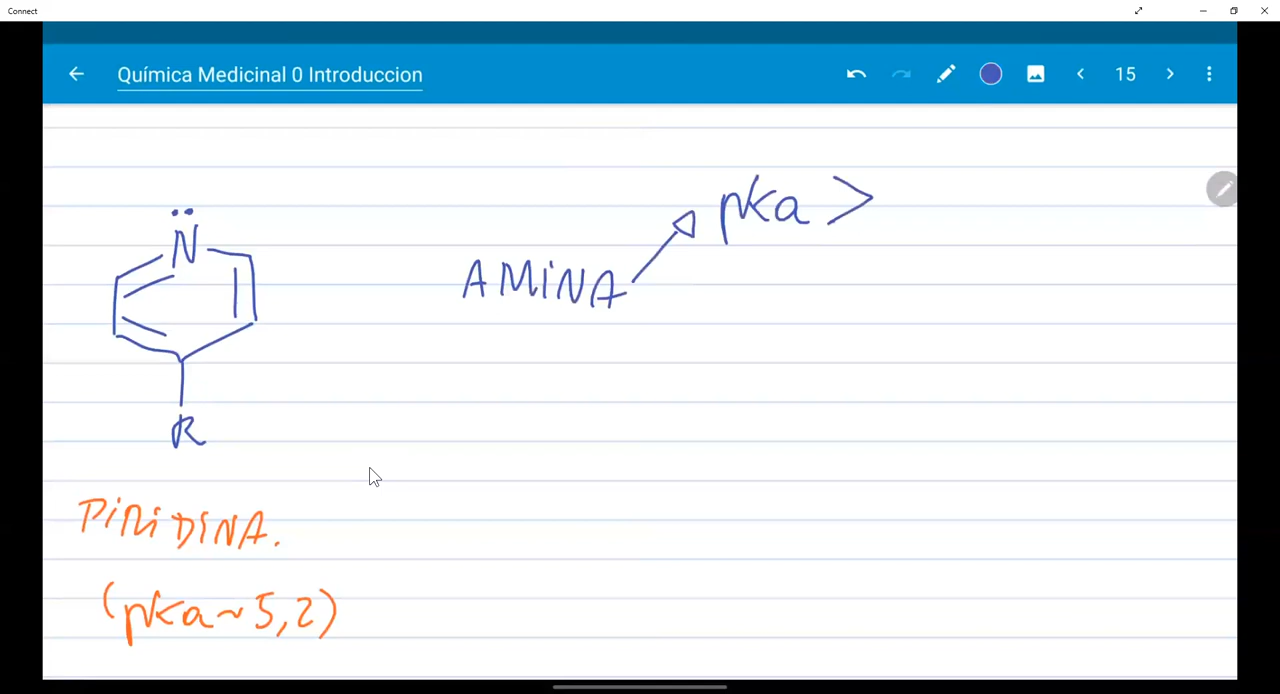 Connect
Química Medicinal 0 Introduccion
15
N
pka >
AMINA
R
PIRIDINA.
(pka~5,2)